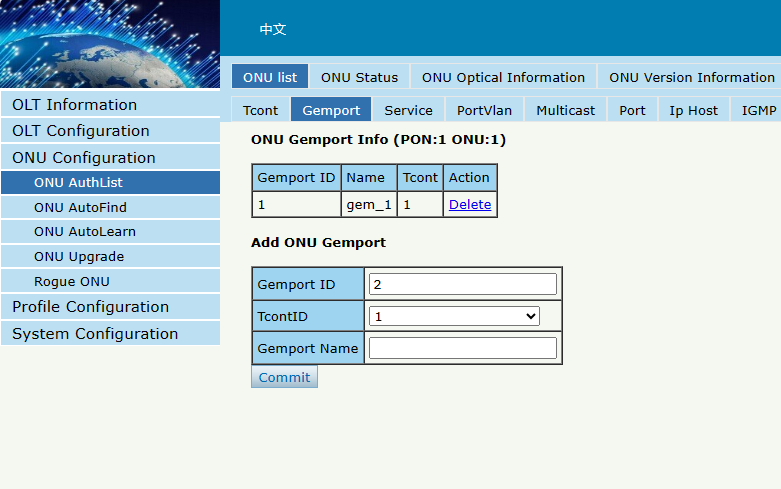 中文
ONU list ONU Status ONU Optical Information ONU Version Information
Tcont Gemport Service PortVlan Multicast Port Ip Host IGMP
OLT Information
OLT Configuration
ONU Configuration
ONU AuthList
ONU AutoFind
ONU AutoLearn
ONU Upgrade
Rogue ONU
Profile Configuration
System Configuration
ONU Gemport Info (PON:1 ONU:1)
Gemport ID Name Tcont Action
1 gem_1 1 Delete
Add ONU Gemport
Gemport ID 2
TcontID 1
Gemport Name
Commit